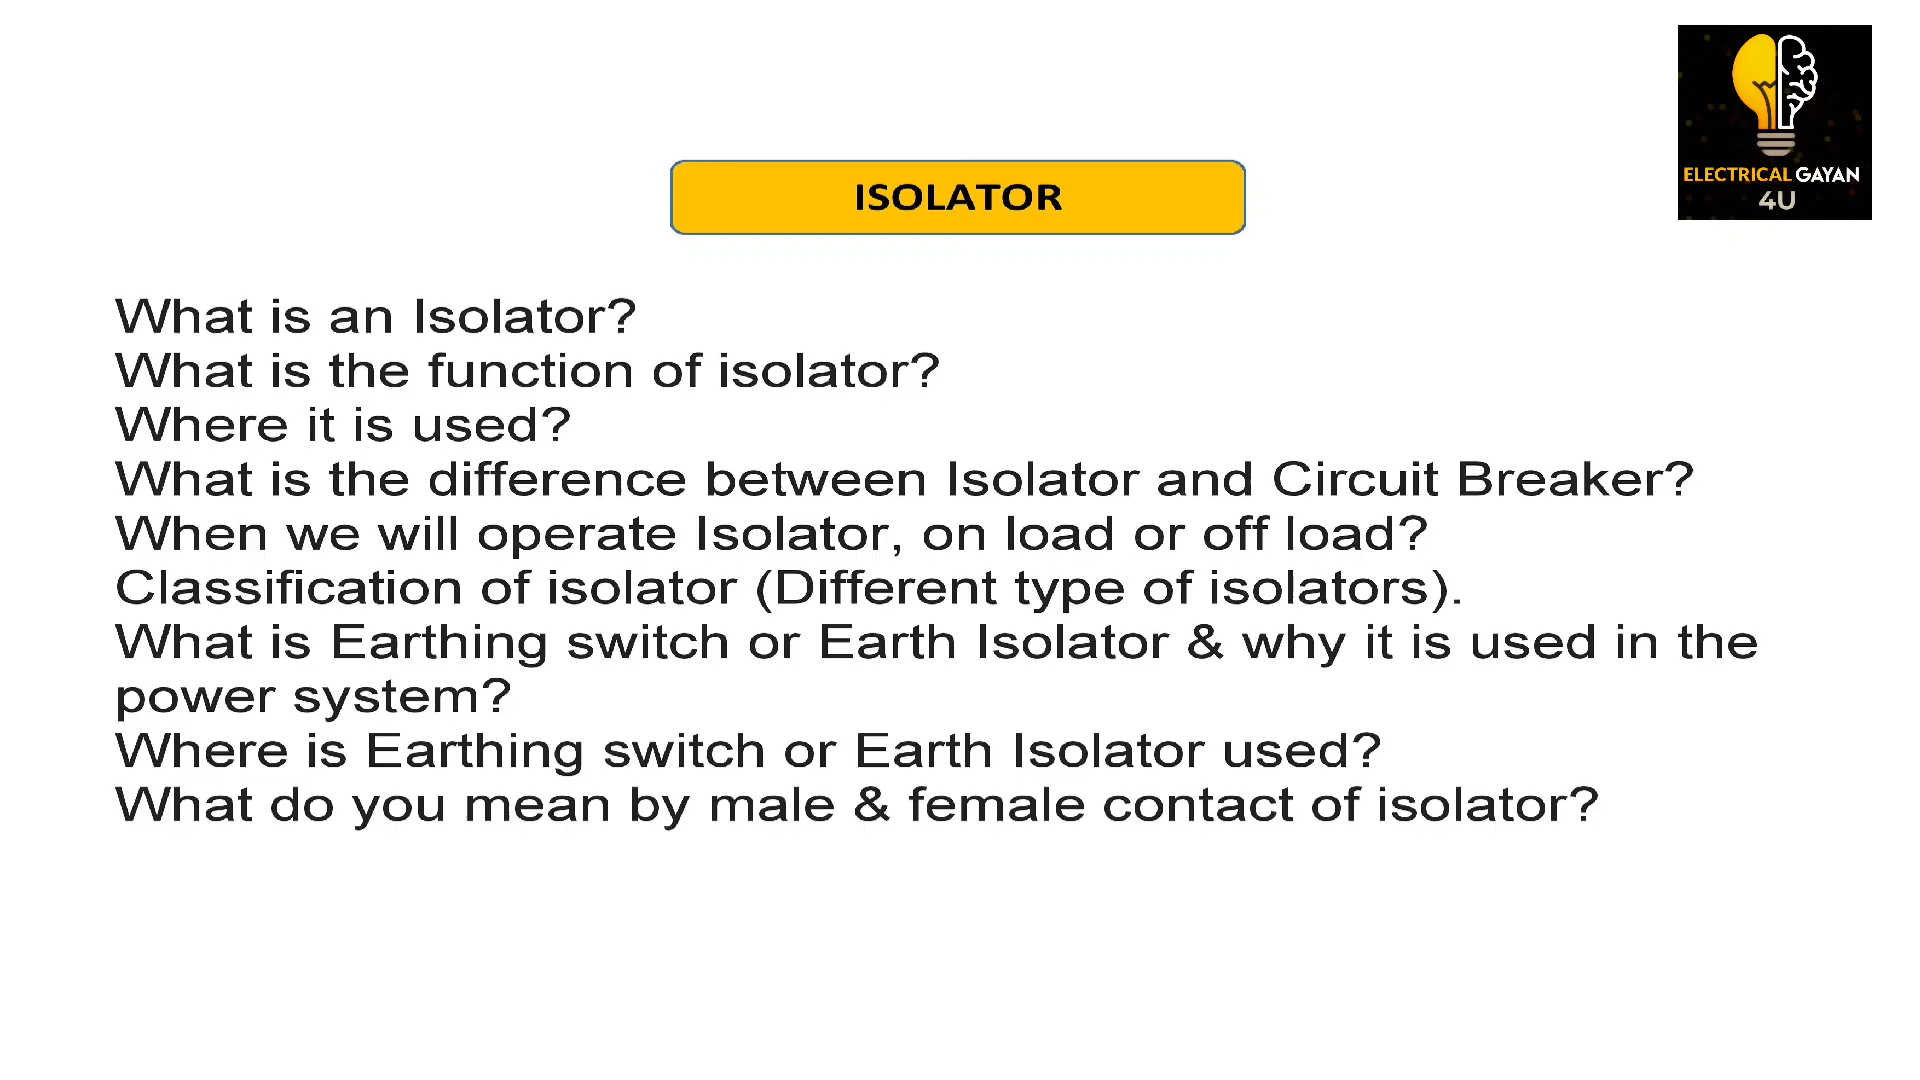 ELECTRICAL GAYAN
4U
ISOLATOR
What is an Isolator?
What is the function of isolator?
Where it is used?
What is the difference between Isolator and Circuit Breaker?
When we will operate Isolator, on load or off load?
Classification of isolator (Different type of isolators).
What is Earthing switch or Earth Isolator & why it is used in the
power system?
Where is Earthing switch or Earth Isolator used?
What do you mean by male & female contact of isolator?